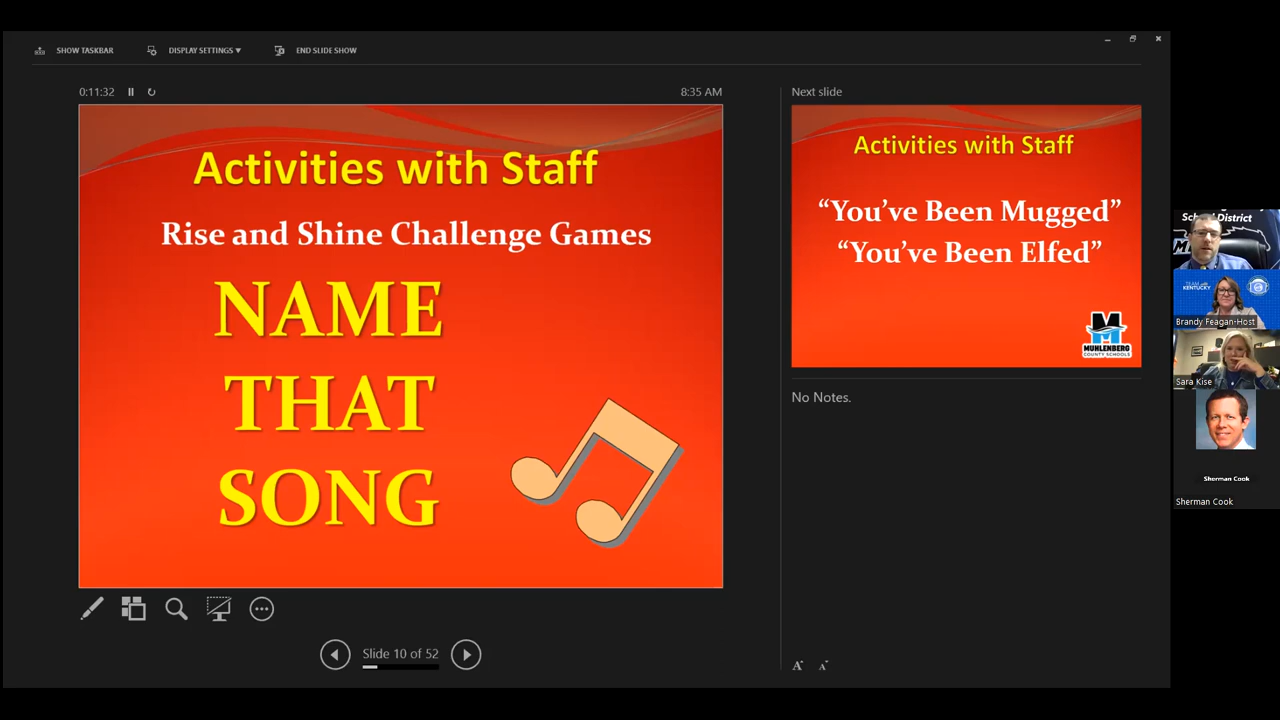 SHOW TASKBAR
DISPLAY SETTINGS ▾
END SLIDE SHOW
0:11:32
8:35 AM
Activities with Staff
Rise and Shine Challenge Games
NAME
THAT
SONG
Slide 10 of 52
Next slide
Activities with Staff
“You’ve Been Mugged”
“You’ve Been Elfed”
MUHLENBERG
COUNTY SCHOOLS
No Notes.
School District
TEAM
KENTUCKY
Brandy Feagan-Host
Sara Kise
Sherman Cook
Sherman Cook